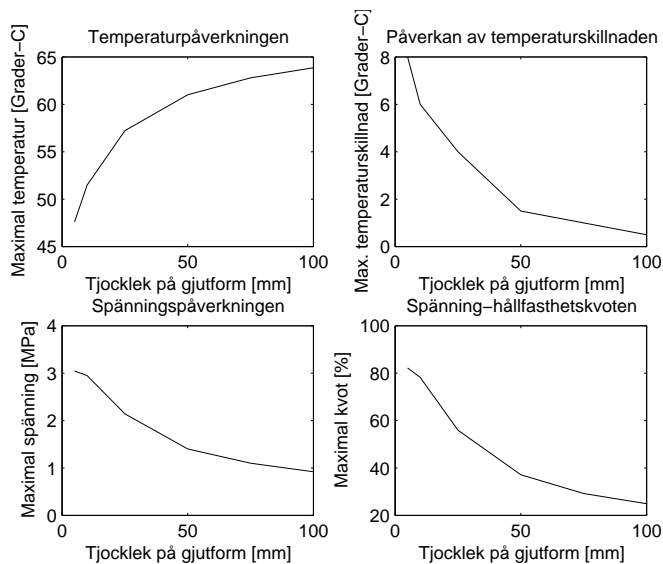 Temperaturpåverkningen
Maximal temperatur [Grader−C]
65
60
55
50
45
0
50
100
Tjocklek på gjutform [mm]
Påverkan av temperaturskillnaden
Max. temperaturskillnad [Grader−C]
8
6
4
2
0
0
50
100
Tjocklek på gjutform [mm]
Spänningspåverkningen
Maximal spänning [MPa]
4
3
2
1
0
0
50
100
Tjocklek på gjutform [mm]
Spänning−hållfasthetskvoten
Maximal kvot [%]
100
80
60
40
20
0
50
100
Tjocklek på gjutform [mm]